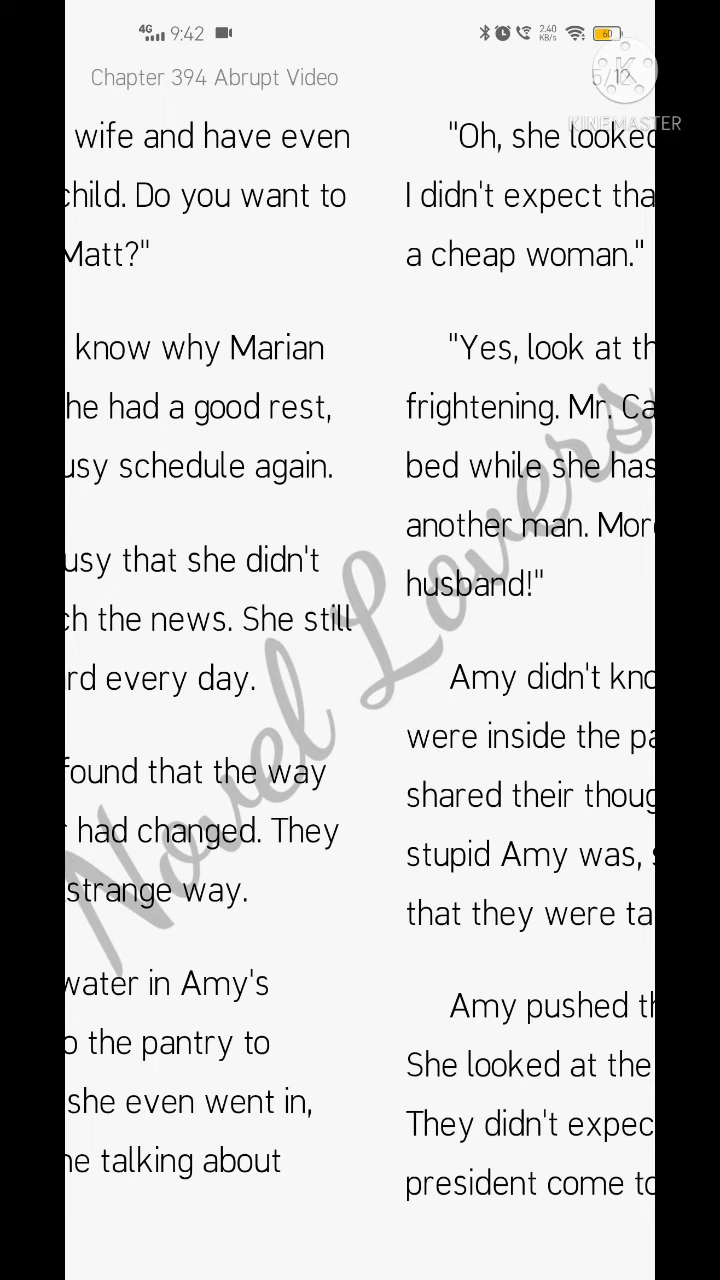 4G 9:42 2.40 KB/s 60
Chapter 394 Abrupt Video 5/12
KINEMASTER
wife and have even
child. Do you want to
Matt?"
know why Marian
he had a good rest,
usy schedule again.
usy that she didn't
ch the news. She still
rd every day.
found that the way
r had changed. They
strange way.
water in Amy's
o the pantry to
she even went in,
ne talking about
"Oh, she looked
I didn't expect tha
a cheap woman."
"Yes, look at th
frightening. Mr. Ca
bed while she has
another man. More
husband!"
Amy didn't kno
were inside the pa
shared their thoug
stupid Amy was, s
that they were ta
Amy pushed th
She looked at the
They didn't expec
president come to
Novel Lovers